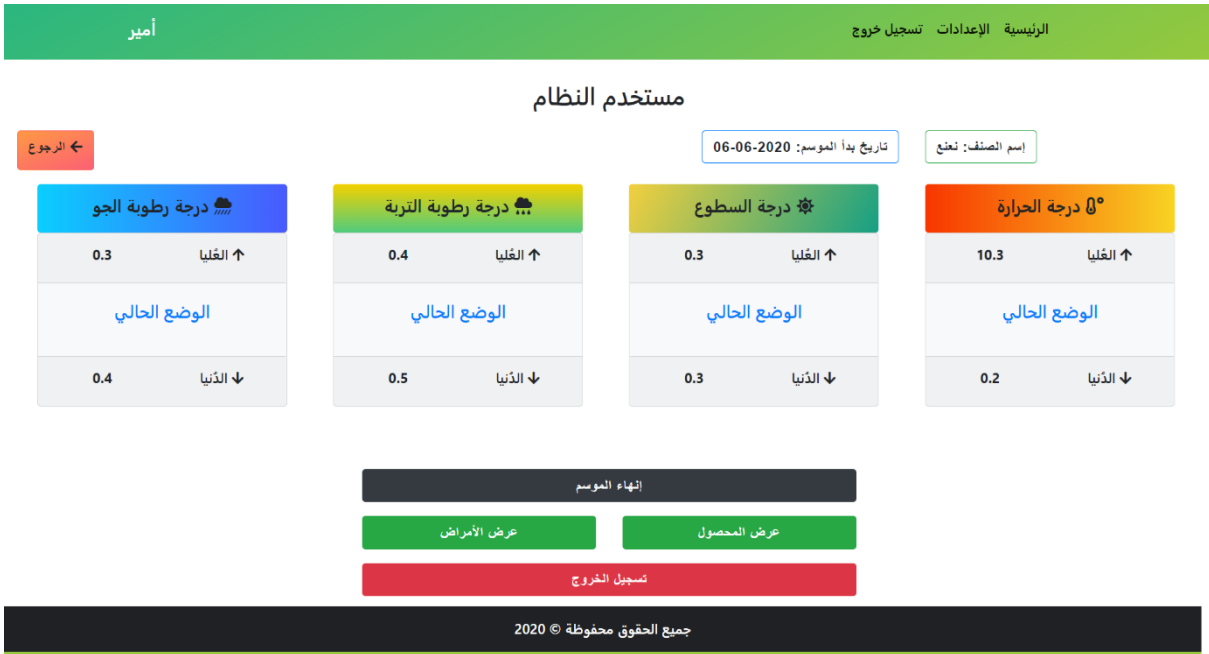 الرئيسية الإعدادات تسجيل خروج أمير
مستخدم النظام
إسم الصنف: نعنع تاريخ بدأ الموسم: 2020-06-06 الرجوع
درجة الحرارة درجة السطوع درجة رطوبة التربة درجة رطوبة الجو
العُليا 10.3 العُليا 0.3 العُليا 0.4 العُليا 0.3
الوضع الحالي الوضع الحالي الوضع الحالي الوضع الحالي
الدُنيا 0.2 الدُنيا 0.3 الدُنيا 0.5 الدُنيا 0.4
إنهاء الموسم
عرض المحصول عرض الأمراض
تسجيل الخروج
جميع الحقوق محفوظة © 2020